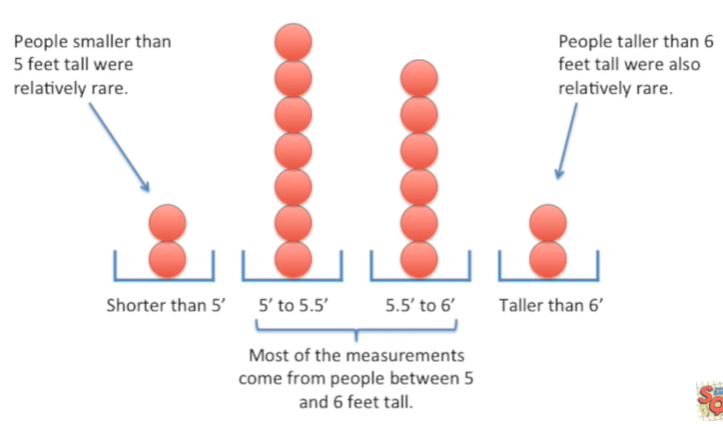 People smaller than
5 feet tall were
relatively rare.
People taller than 6
feet tall were also
relatively rare.
Shorter than 5′
5′ to 5.5′
5.5′ to 6′
Taller than 6′
Most of the measurements
come from people between 5
and 6 feet tall.